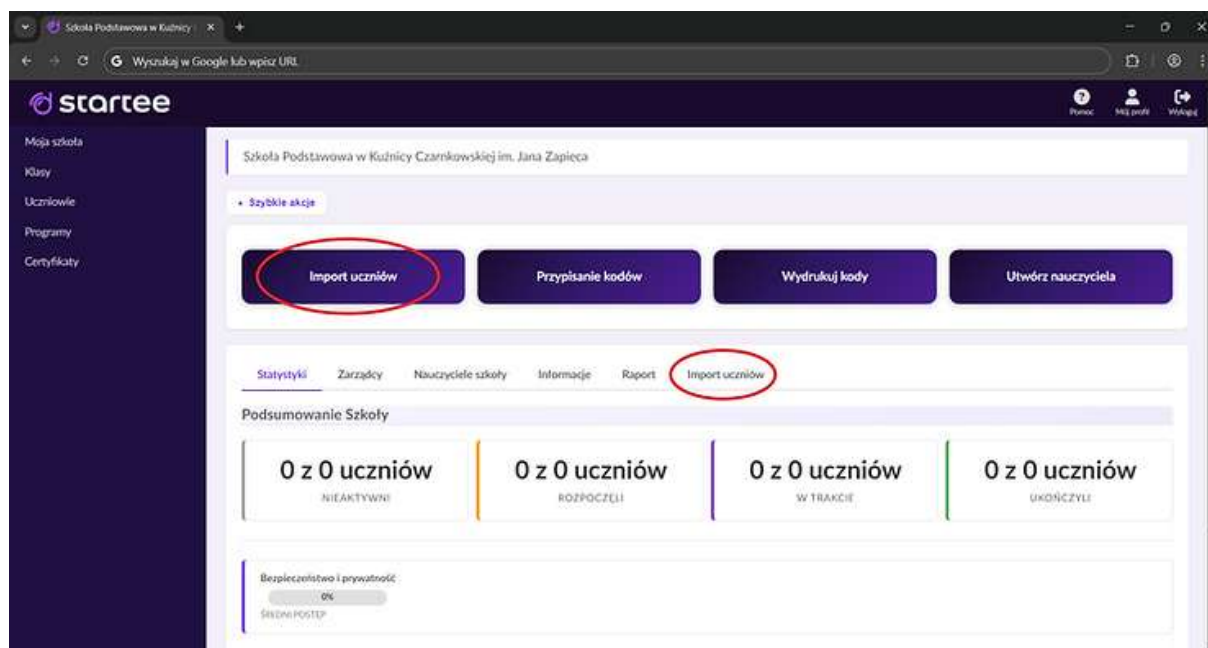 Szkoła Podstawowa w Kuźnicy
Wyszukaj w Google lub wpisz URL
startee
Pomoc Mój profil Wyloguj
Moja szkoła
Klasy
Uczniowie
Programy
Certyfikaty
Szkoła Podstawowa w Kuźnicy Czarnkowskiej im. Jana Zapieca
Szybkie akcje
Import uczniów Przypisanie kodów Wydrukuj kody Utwórz nauczyciela
Statystyki Zarządcy Nauczyciele szkoły Informacje Raport Import uczniów
Podsumowanie Szkoły
0 z 0 uczniów 0 z 0 uczniów 0 z 0 uczniów 0 z 0 uczniów
NIEAKTYWNI ROZPOCZĘLI W TRAKCIE UKOŃCZYLI
Bezpieczeństwo i prywatność
0%
ŚREDNI POSTĘP